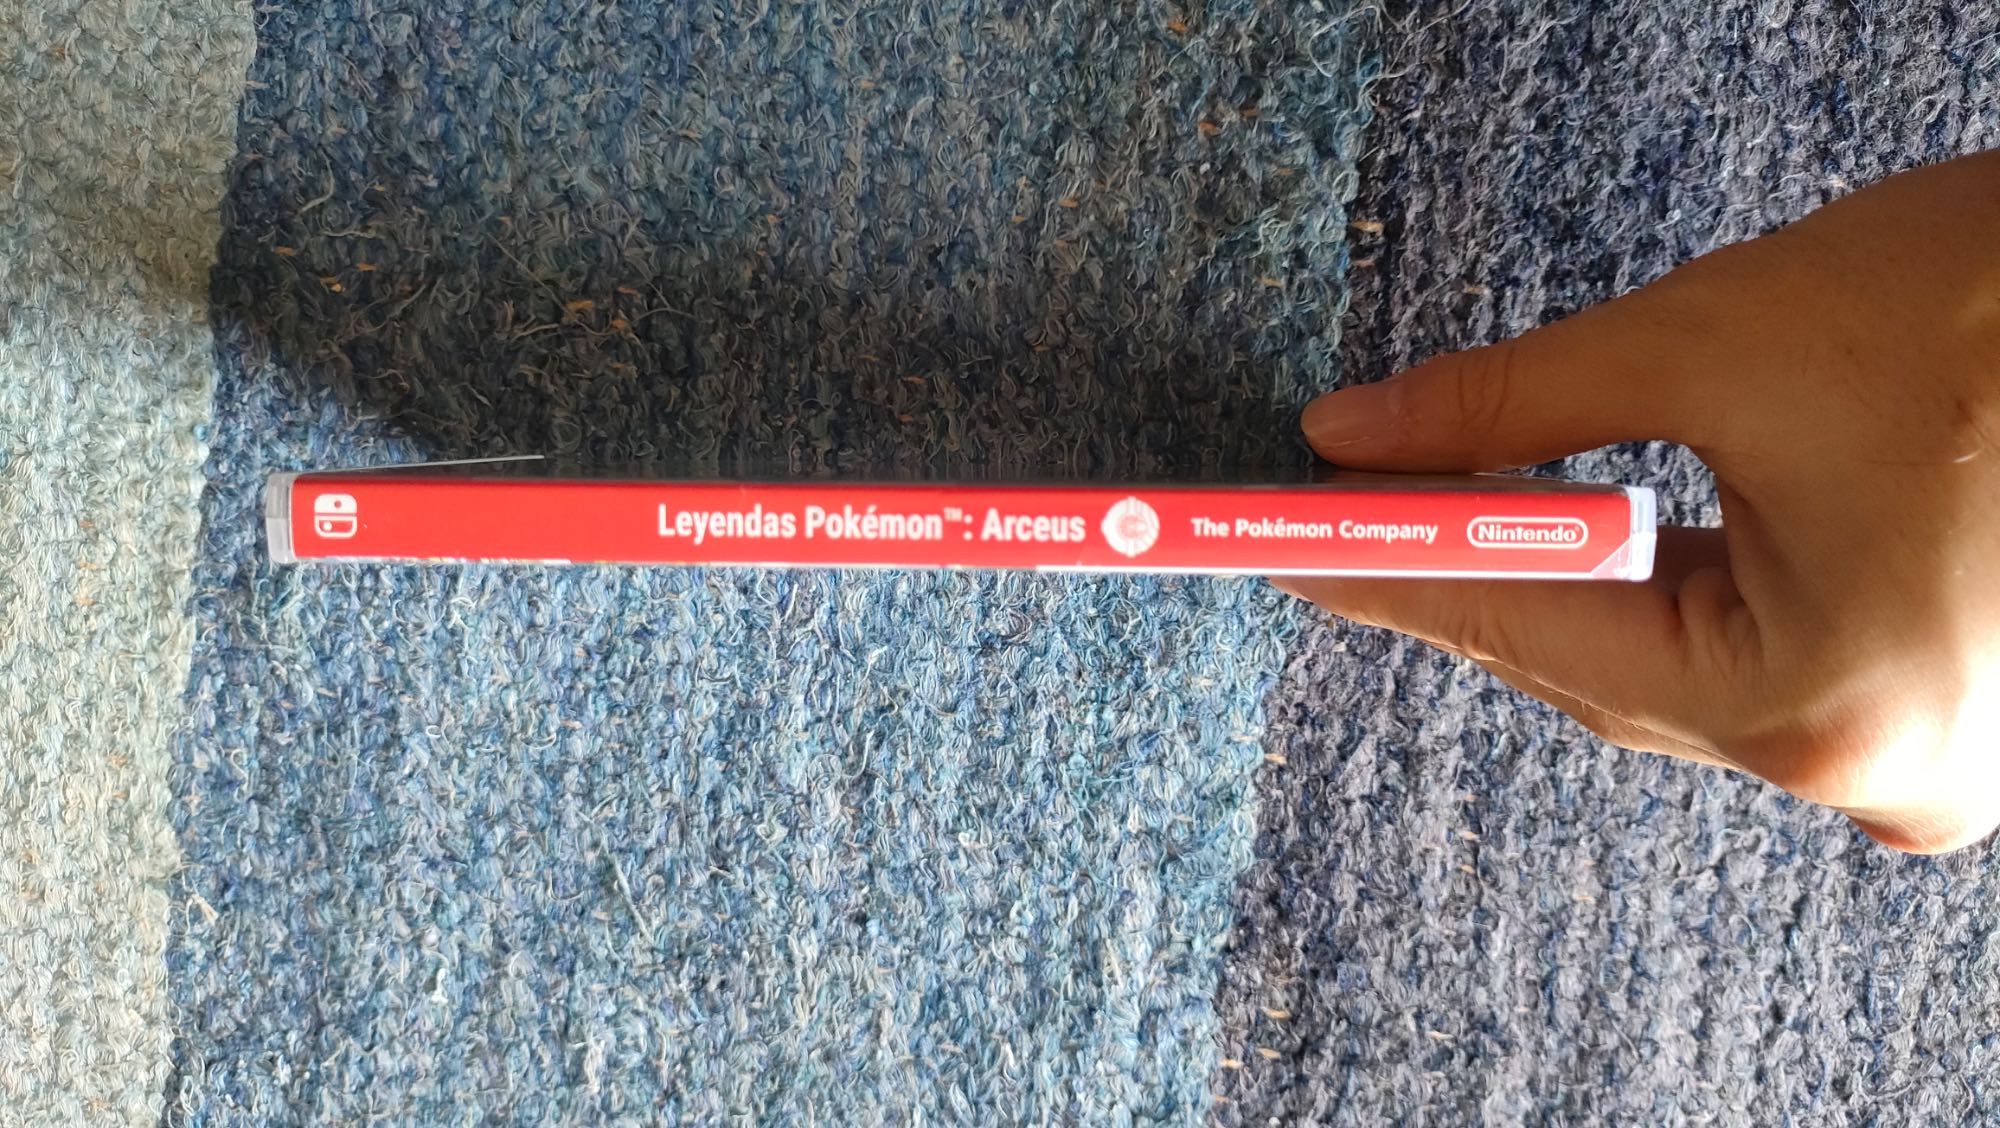 Leyendas Pokémon™: Arceus
The Pokémon Company
Nintendo®